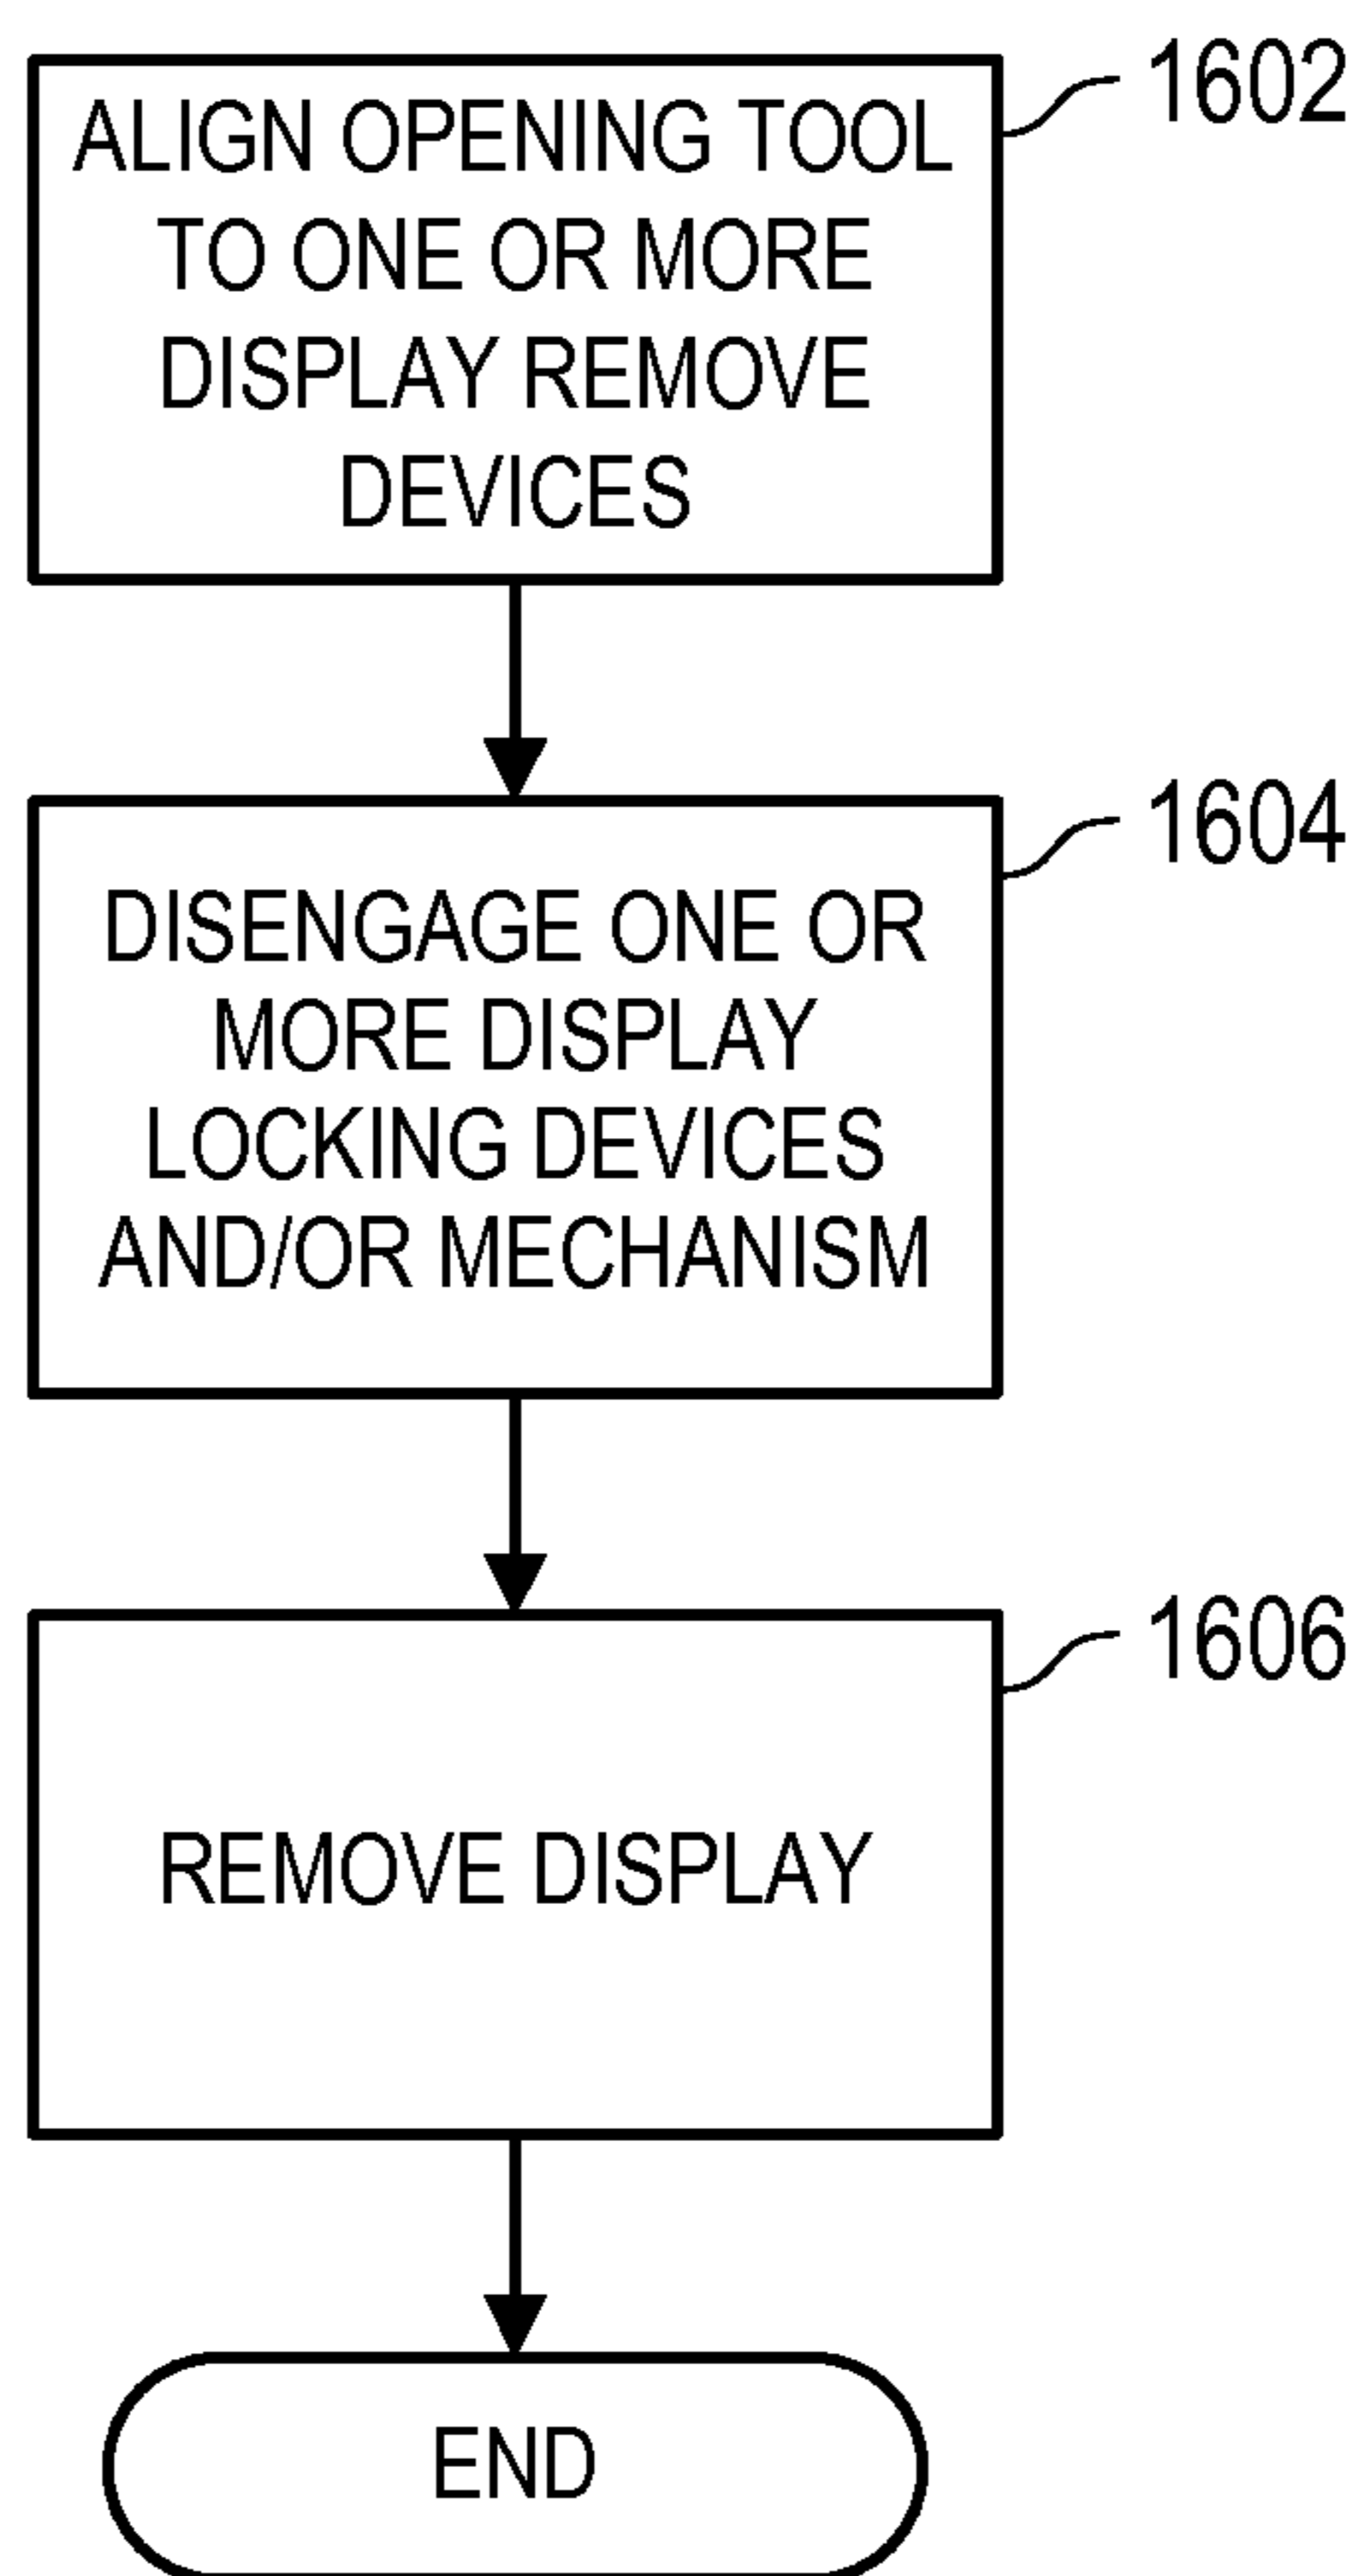 1602
ALIGN OPENING TOOL
TO ONE OR MORE
DISPLAY REMOVE
DEVICES
1604
DISENGAGE ONE OR
MORE DISPLAY
LOCKING DEVICES
AND/OR MECHANISM
1606
REMOVE DISPLAY
END